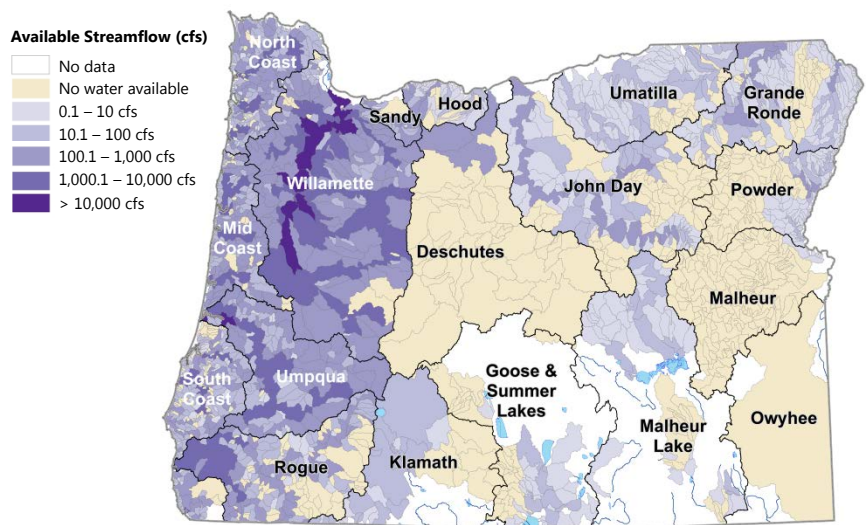 Available Streamflow (cfs)
No data
No water available
0.1 – 10 cfs
10.1 – 100 cfs
100.1 – 1,000 cfs
1,000.1 – 10,000 cfs
> 10,000 cfs
North
Coast
Sandy
Hood
Umatilla
Grande
Ronde
Willamette
John Day
Powder
Mid
Coast
Deschutes
Malheur
South
Coast
Umpqua
Goose &
Summer
Lakes
Malheur
Lake
Owyhee
Rogue
Klamath